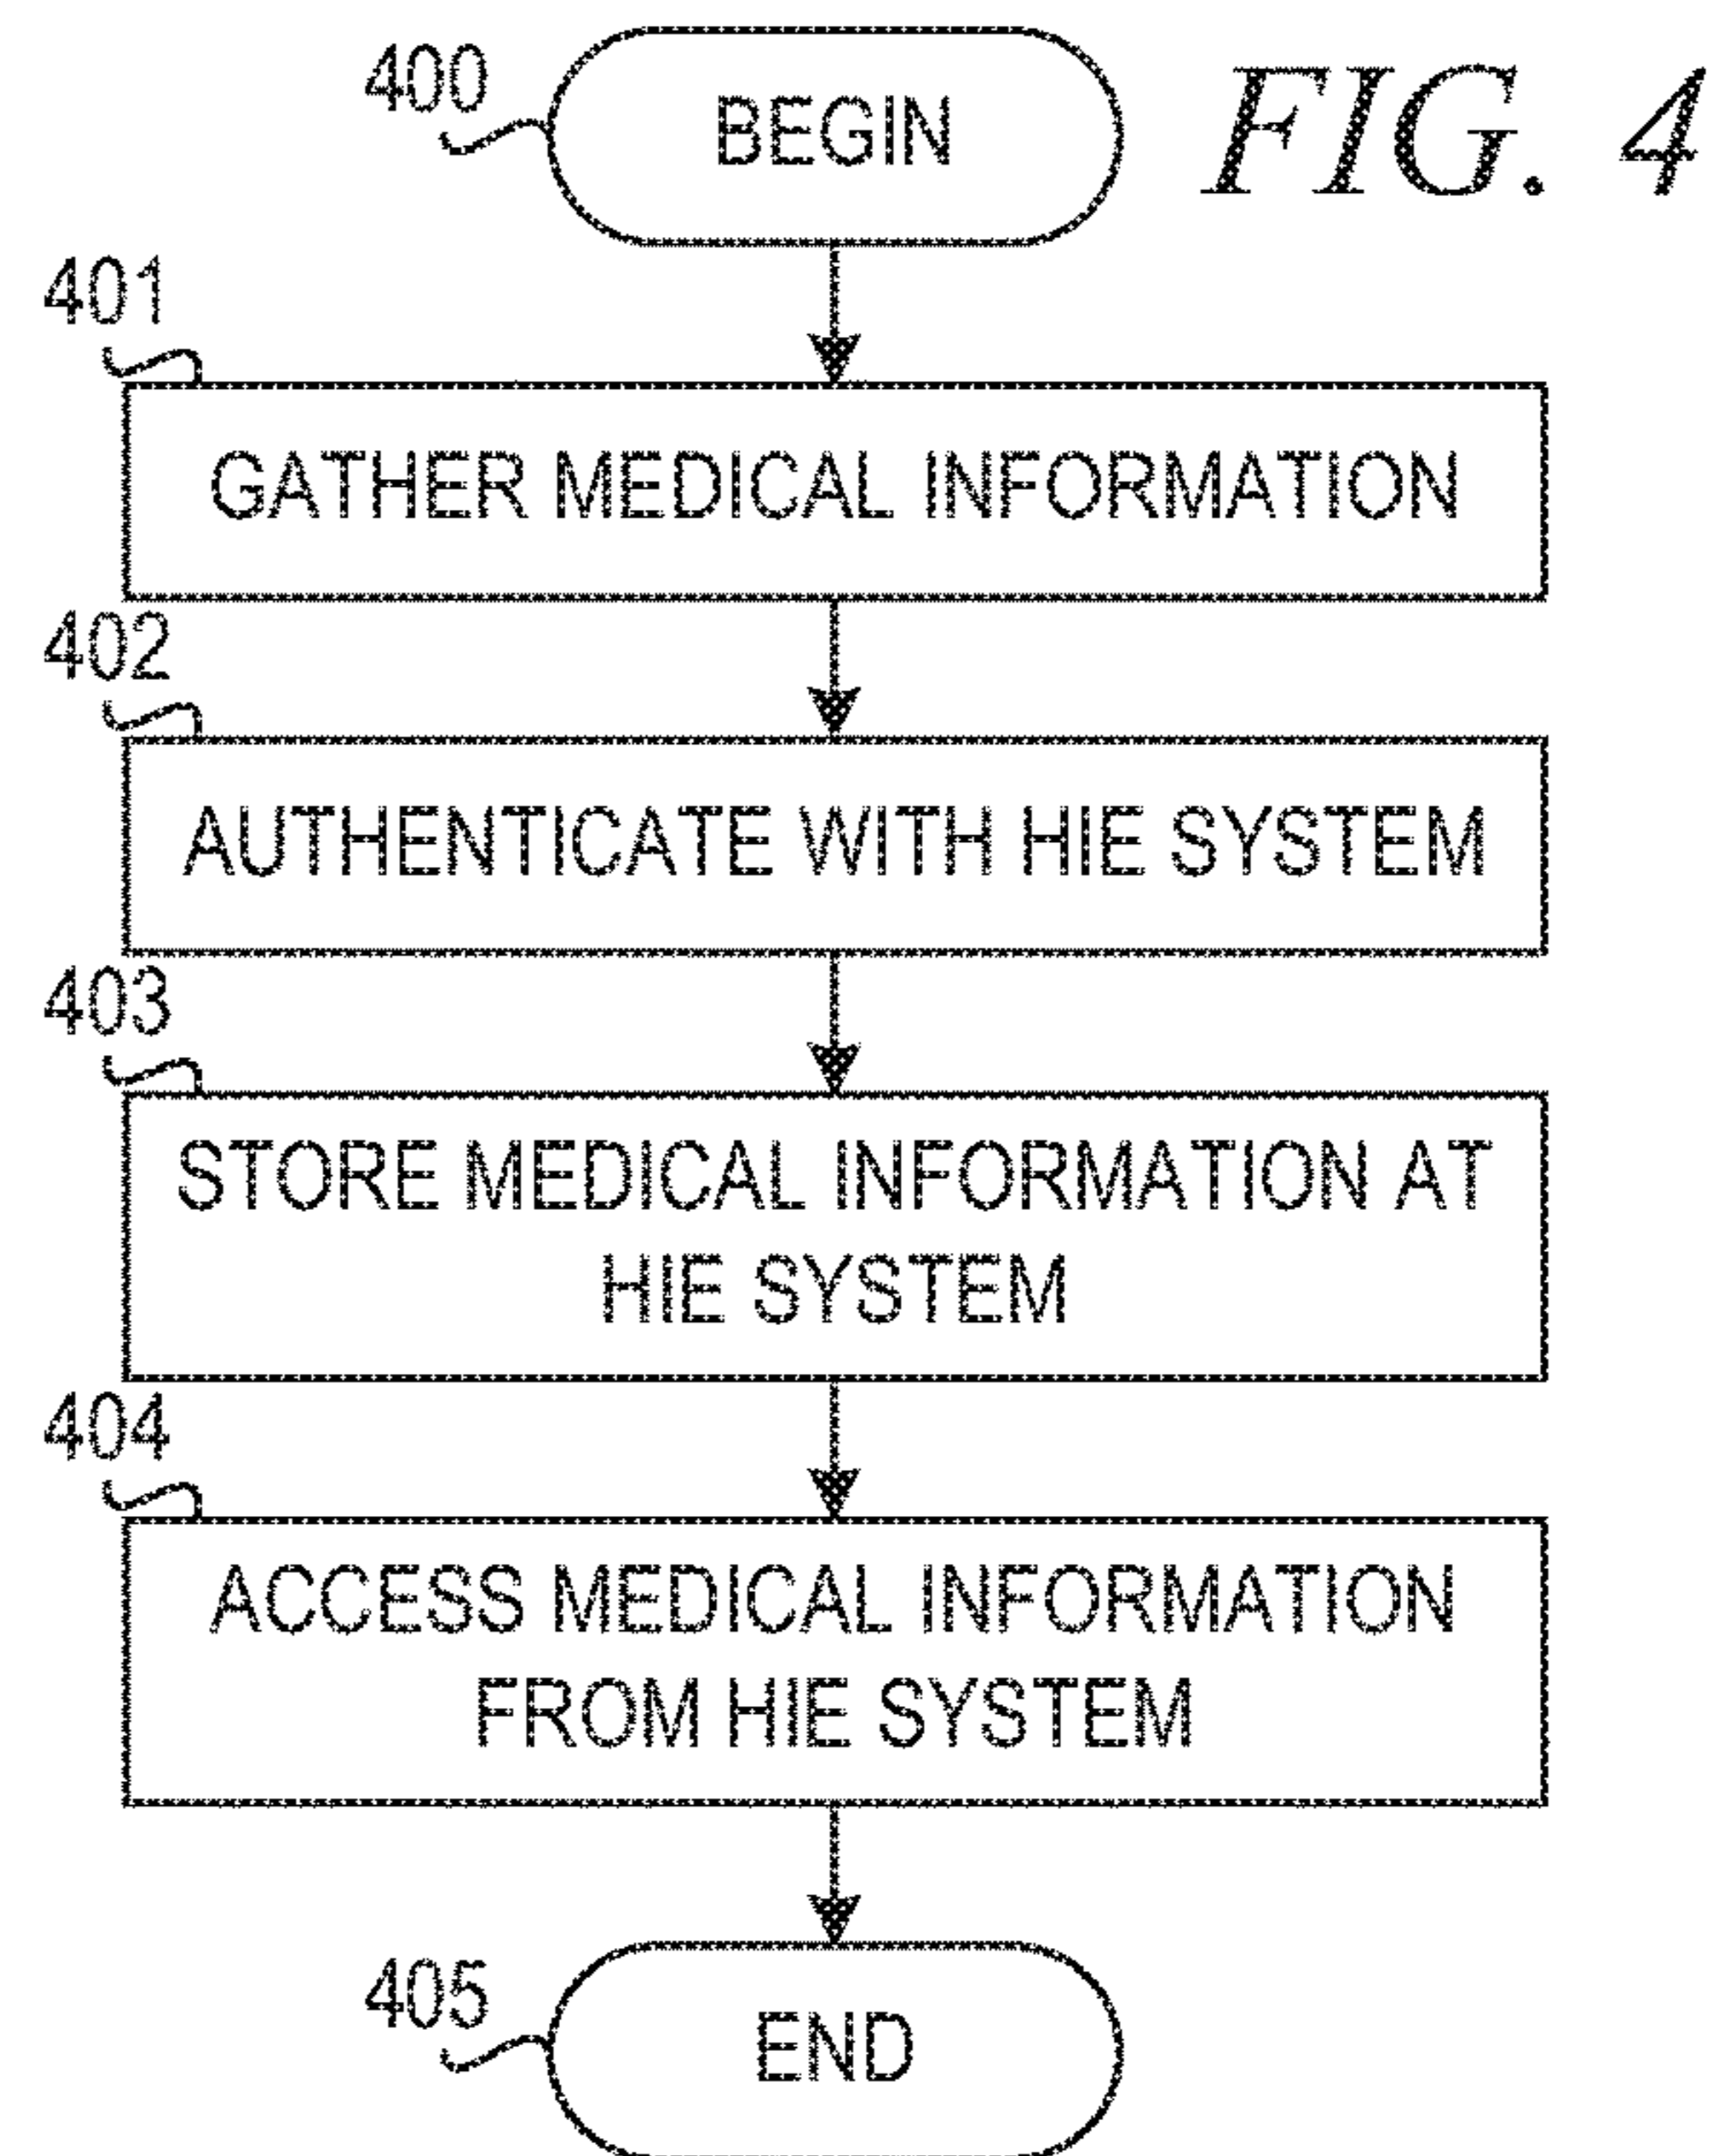 400
BEGIN
FIG. 4
401
GATHER MEDICAL INFORMATION
402
AUTHENTICATE WITH HIE SYSTEM
403
STORE MEDICAL INFORMATION AT
HIE SYSTEM
404
ACCESS MEDICAL INFORMATION
FROM HIE SYSTEM
405
END